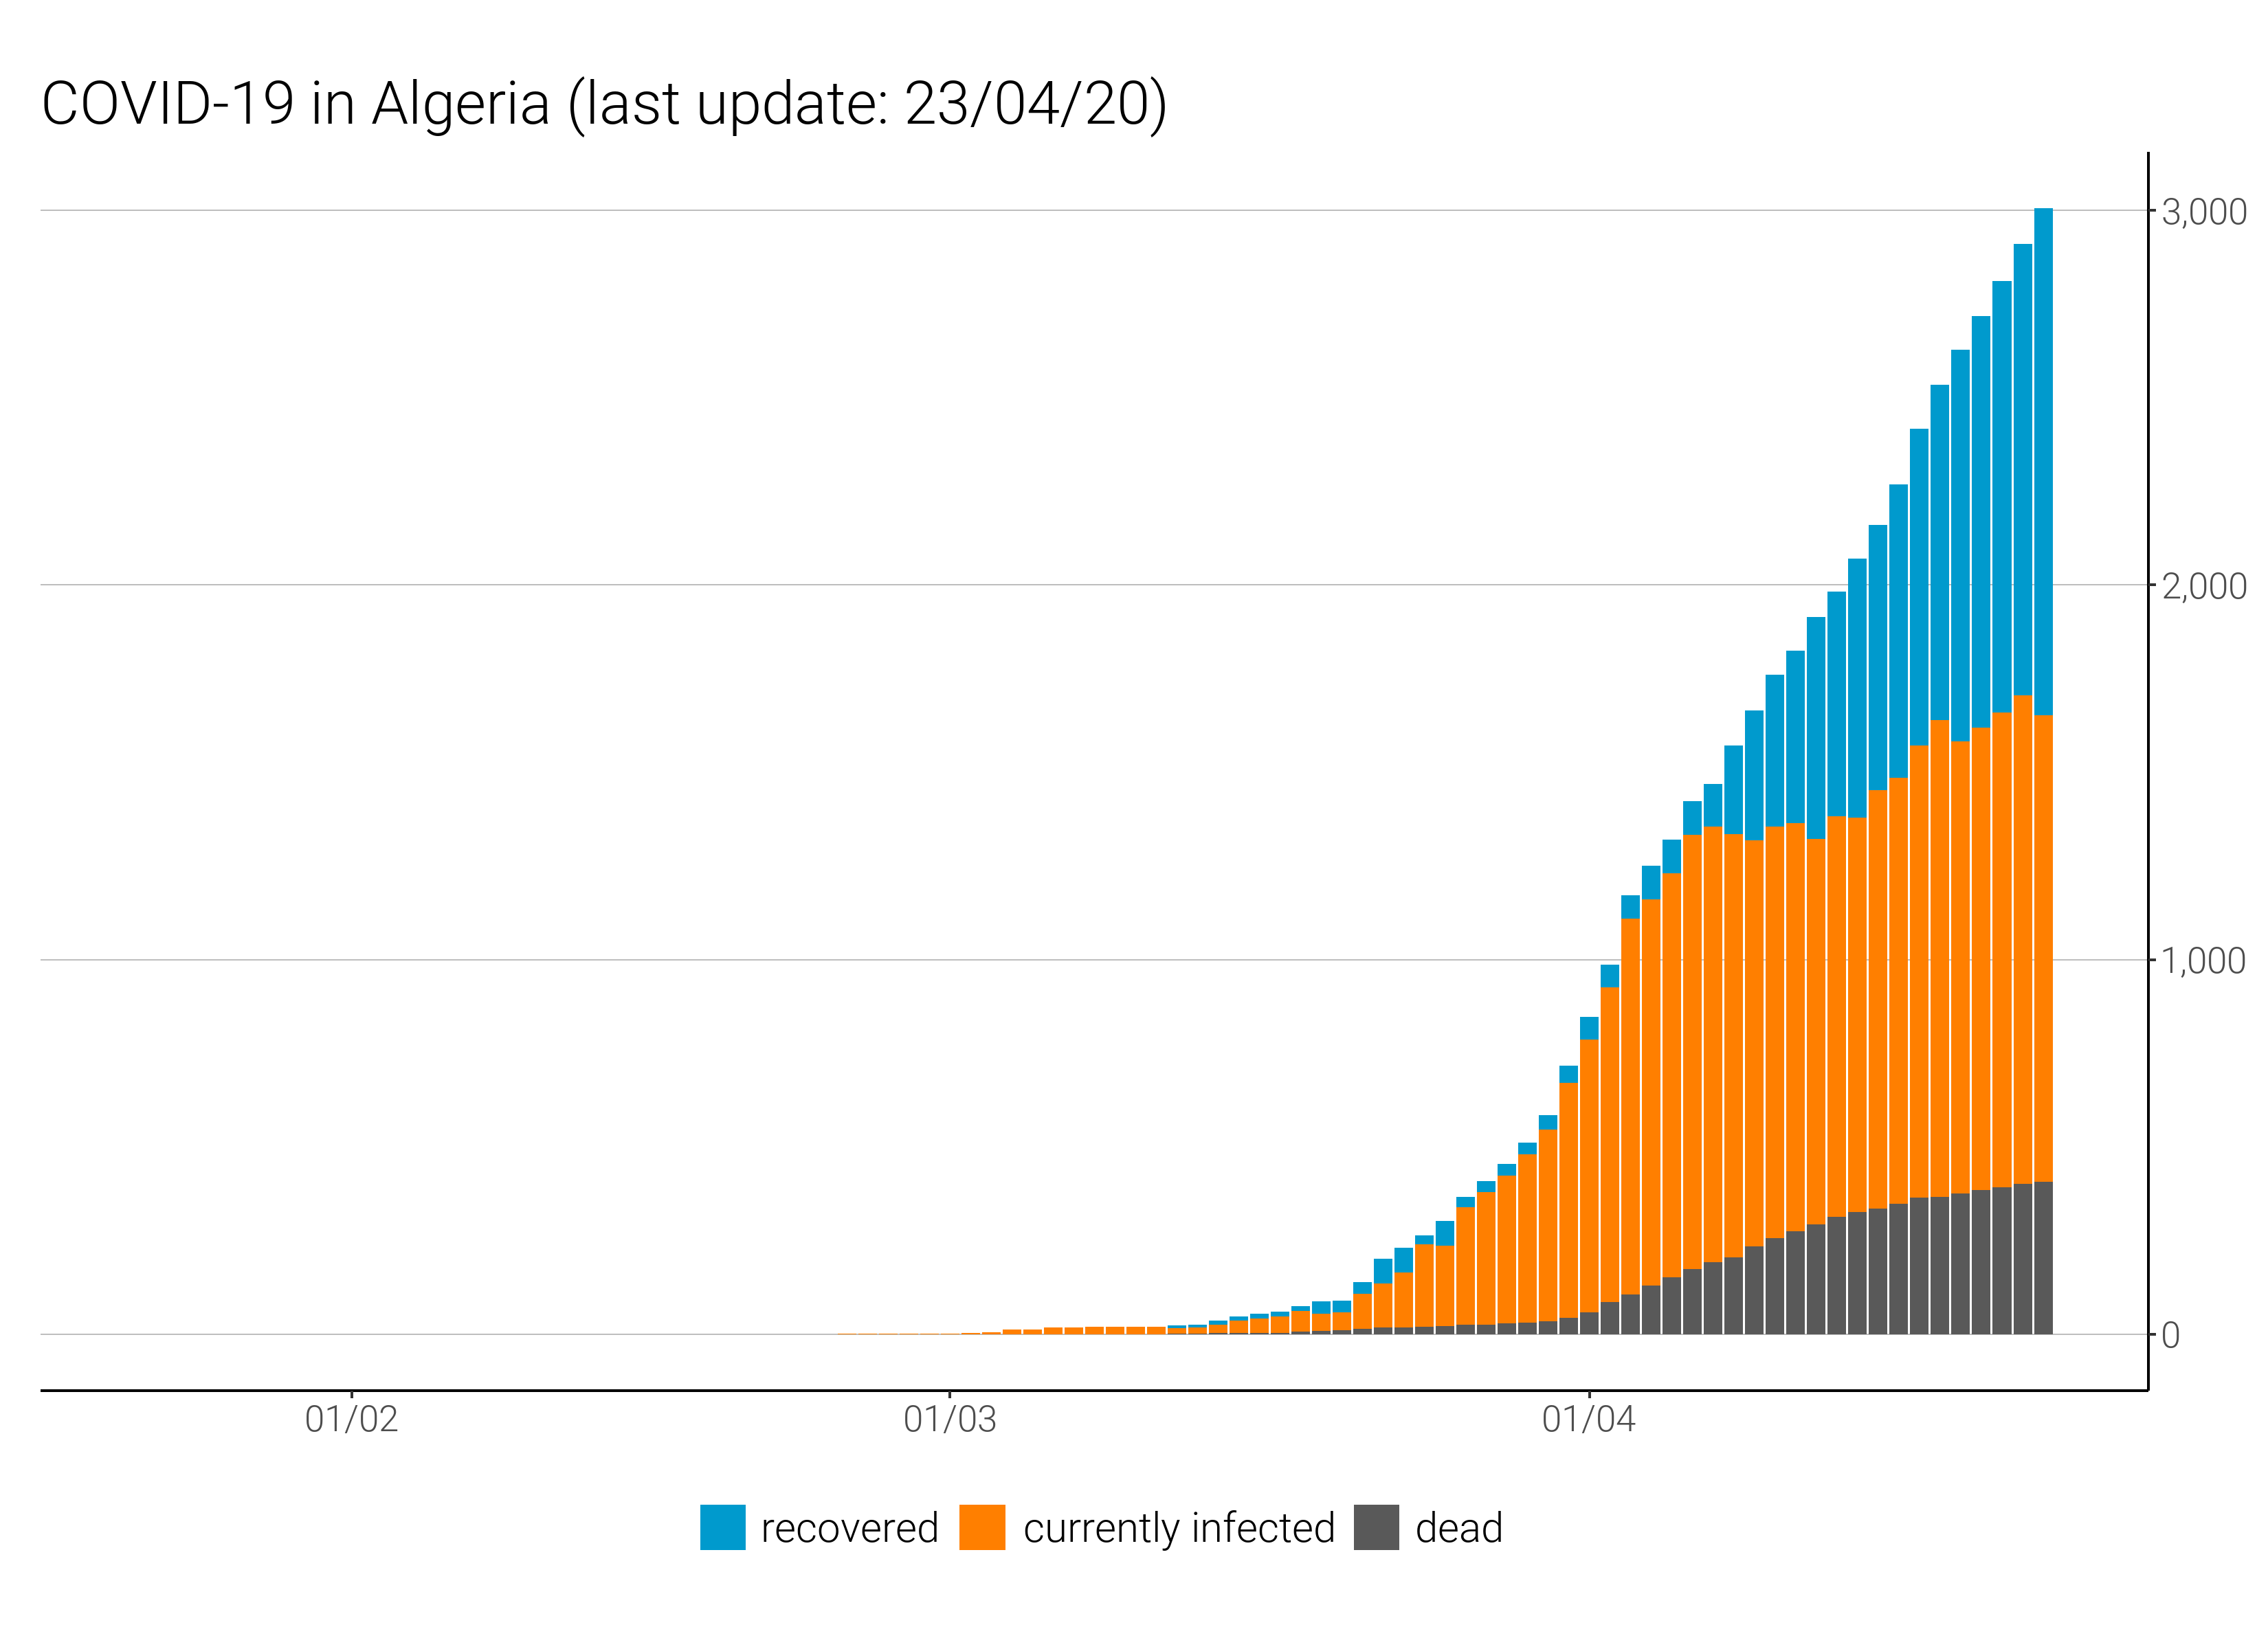 COVID-19 in Algeria (last update: 23/04/20)
3,000
2,000
1,000
0
01/02 01/03 01/04
recovered currently infected dead